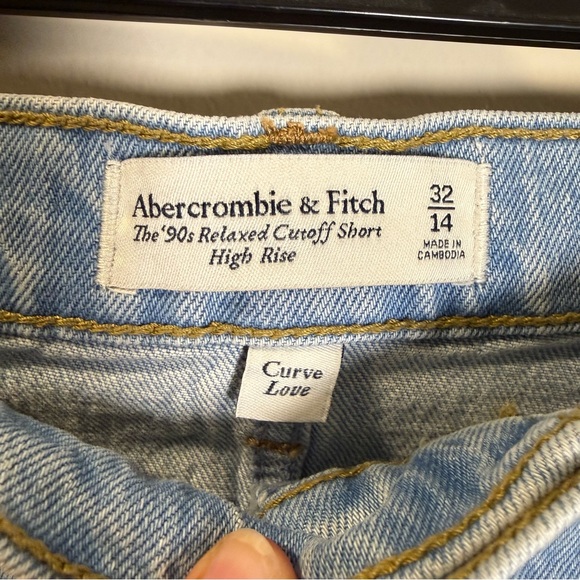 Abercrombie & Fitch
The '90s Relaxed Cutoff Short
High Rise
32
14
MADE IN
CAMBODIA
Curve
Love